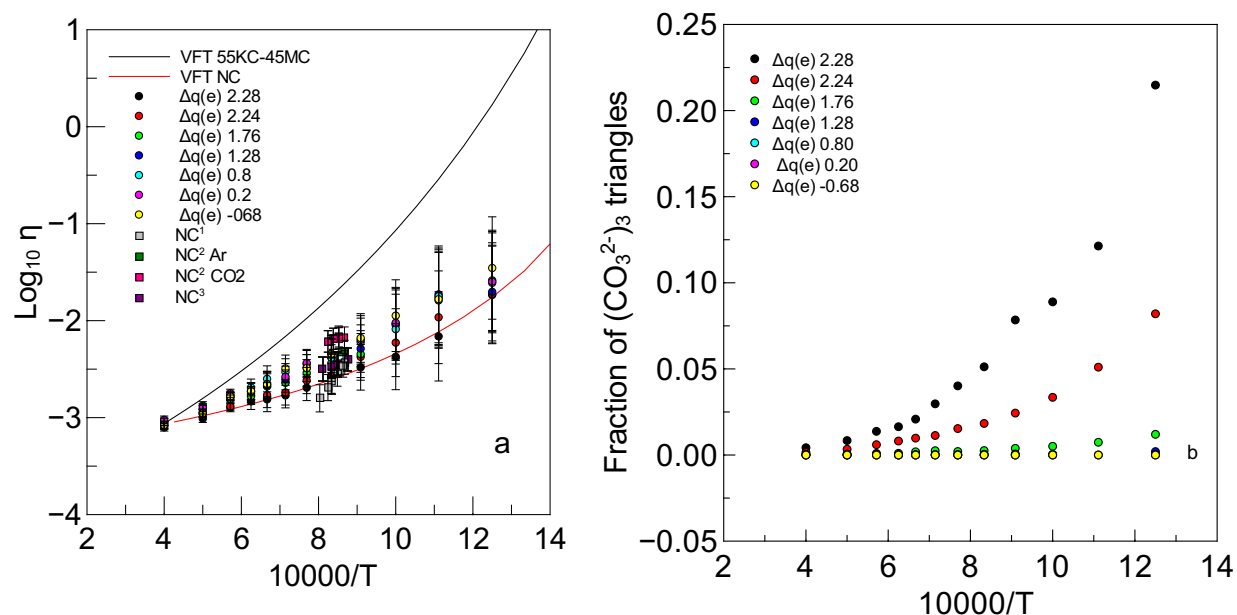 1
0
−1
−2
−3
−4
Log₁₀ η
VFT 55KC-45MC
VFT NC
Δq(e) 2.28
Δq(e) 2.24
Δq(e) 1.76
Δq(e) 1.28
Δq(e) 0.8
Δq(e) 0.2
Δq(e) -068
NC¹
NC² Ar
NC² CO2
NC³
a
2 4 6 8 10 12 14
10000/T
0.25
0.20
0.15
0.10
0.05
0.00
−0.05
Fraction of (CO₃²⁻)₃ triangles
Δq(e) 2.28
Δq(e) 2.24
Δq(e) 1.76
Δq(e) 1.28
Δq(e) 0.80
Δq(e) 0.20
Δq(e) -0.68
b
2 4 6 8 10 12 14
10000/T